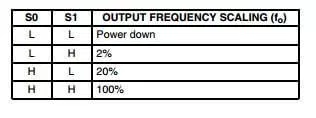 S0 S1 OUTPUT FREQUENCY SCALING (fo)
L L Power down
L H 2%
H L 20%
H H 100%